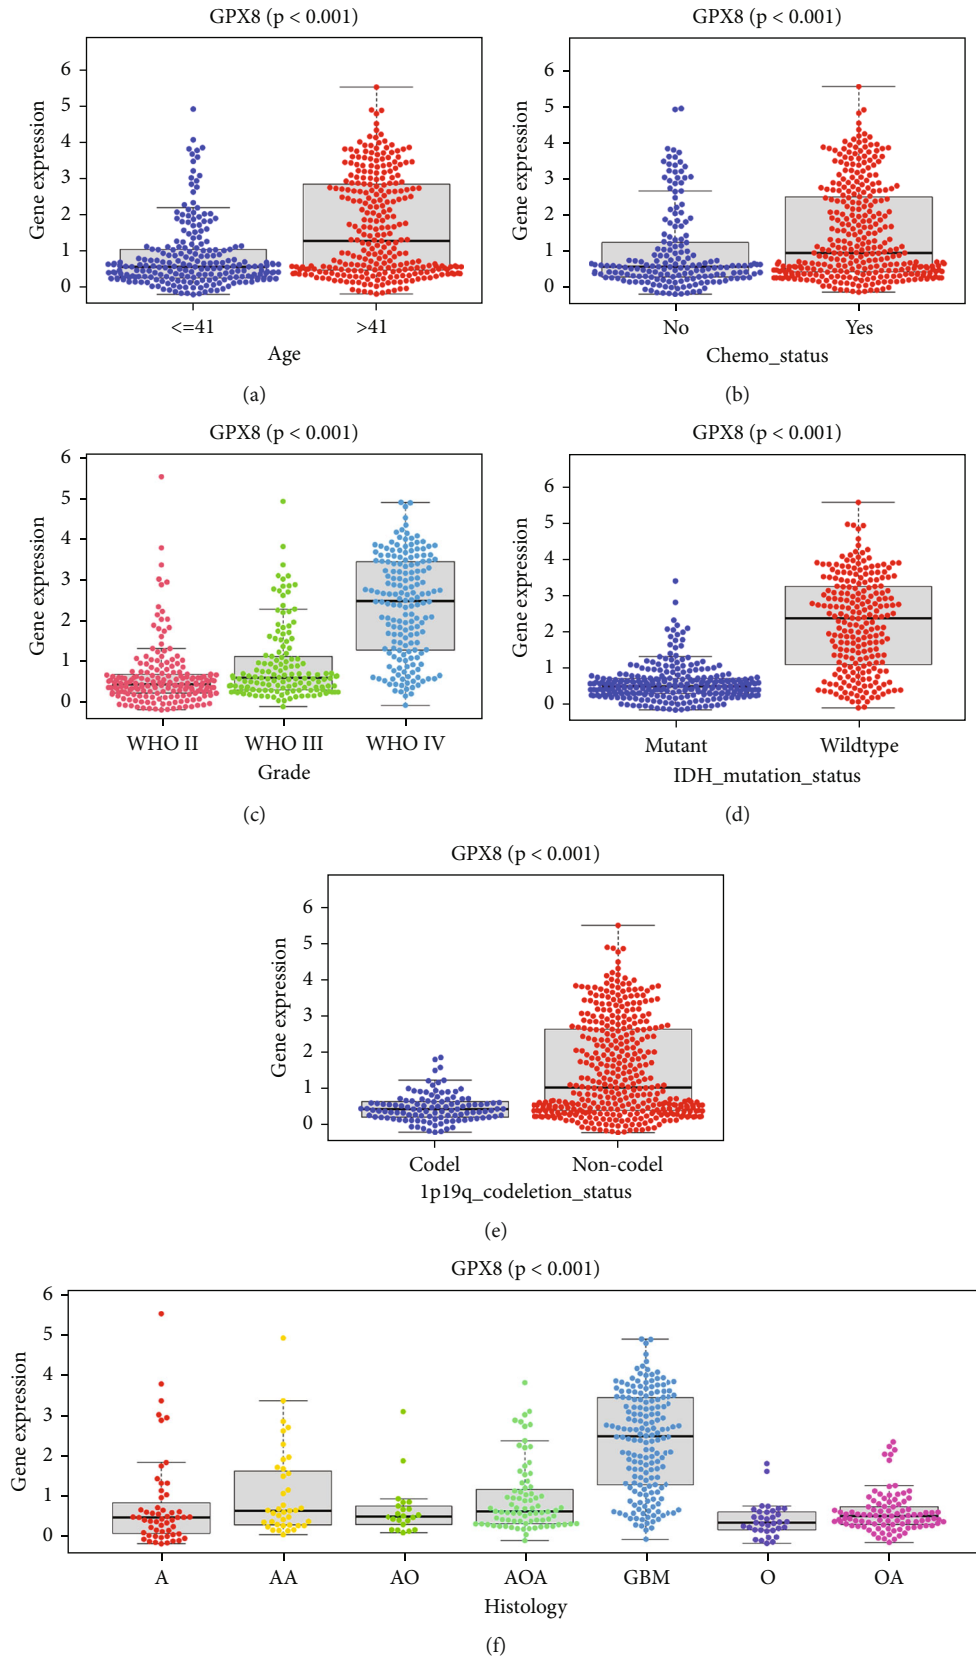 GPX8 (p < 0.001)
6
5
4
3
2
1
0
Gene expression
<=41
>41
Age
(a)
GPX8 (p < 0.001)
6
5
4
3
2
1
0
Gene expression
No
Yes
Chemo_status
(b)
GPX8 (p < 0.001)
6
5
4
3
2
1
0
Gene expression
WHO II
WHO III
WHO IV
Grade
(c)
GPX8 (p < 0.001)
6
5
4
3
2
1
0
Gene expression
Mutant
Wildtype
IDH_mutation_status
(d)
GPX8 (p < 0.001)
6
5
4
3
2
1
0
Gene expression
Codel
Non-codel
1p19q_codeletion_status
(e)
GPX8 (p < 0.001)
6
5
4
3
2
1
0
Gene expression
A
AA
AO
AOA
GBM
O
OA
Histology
(f)